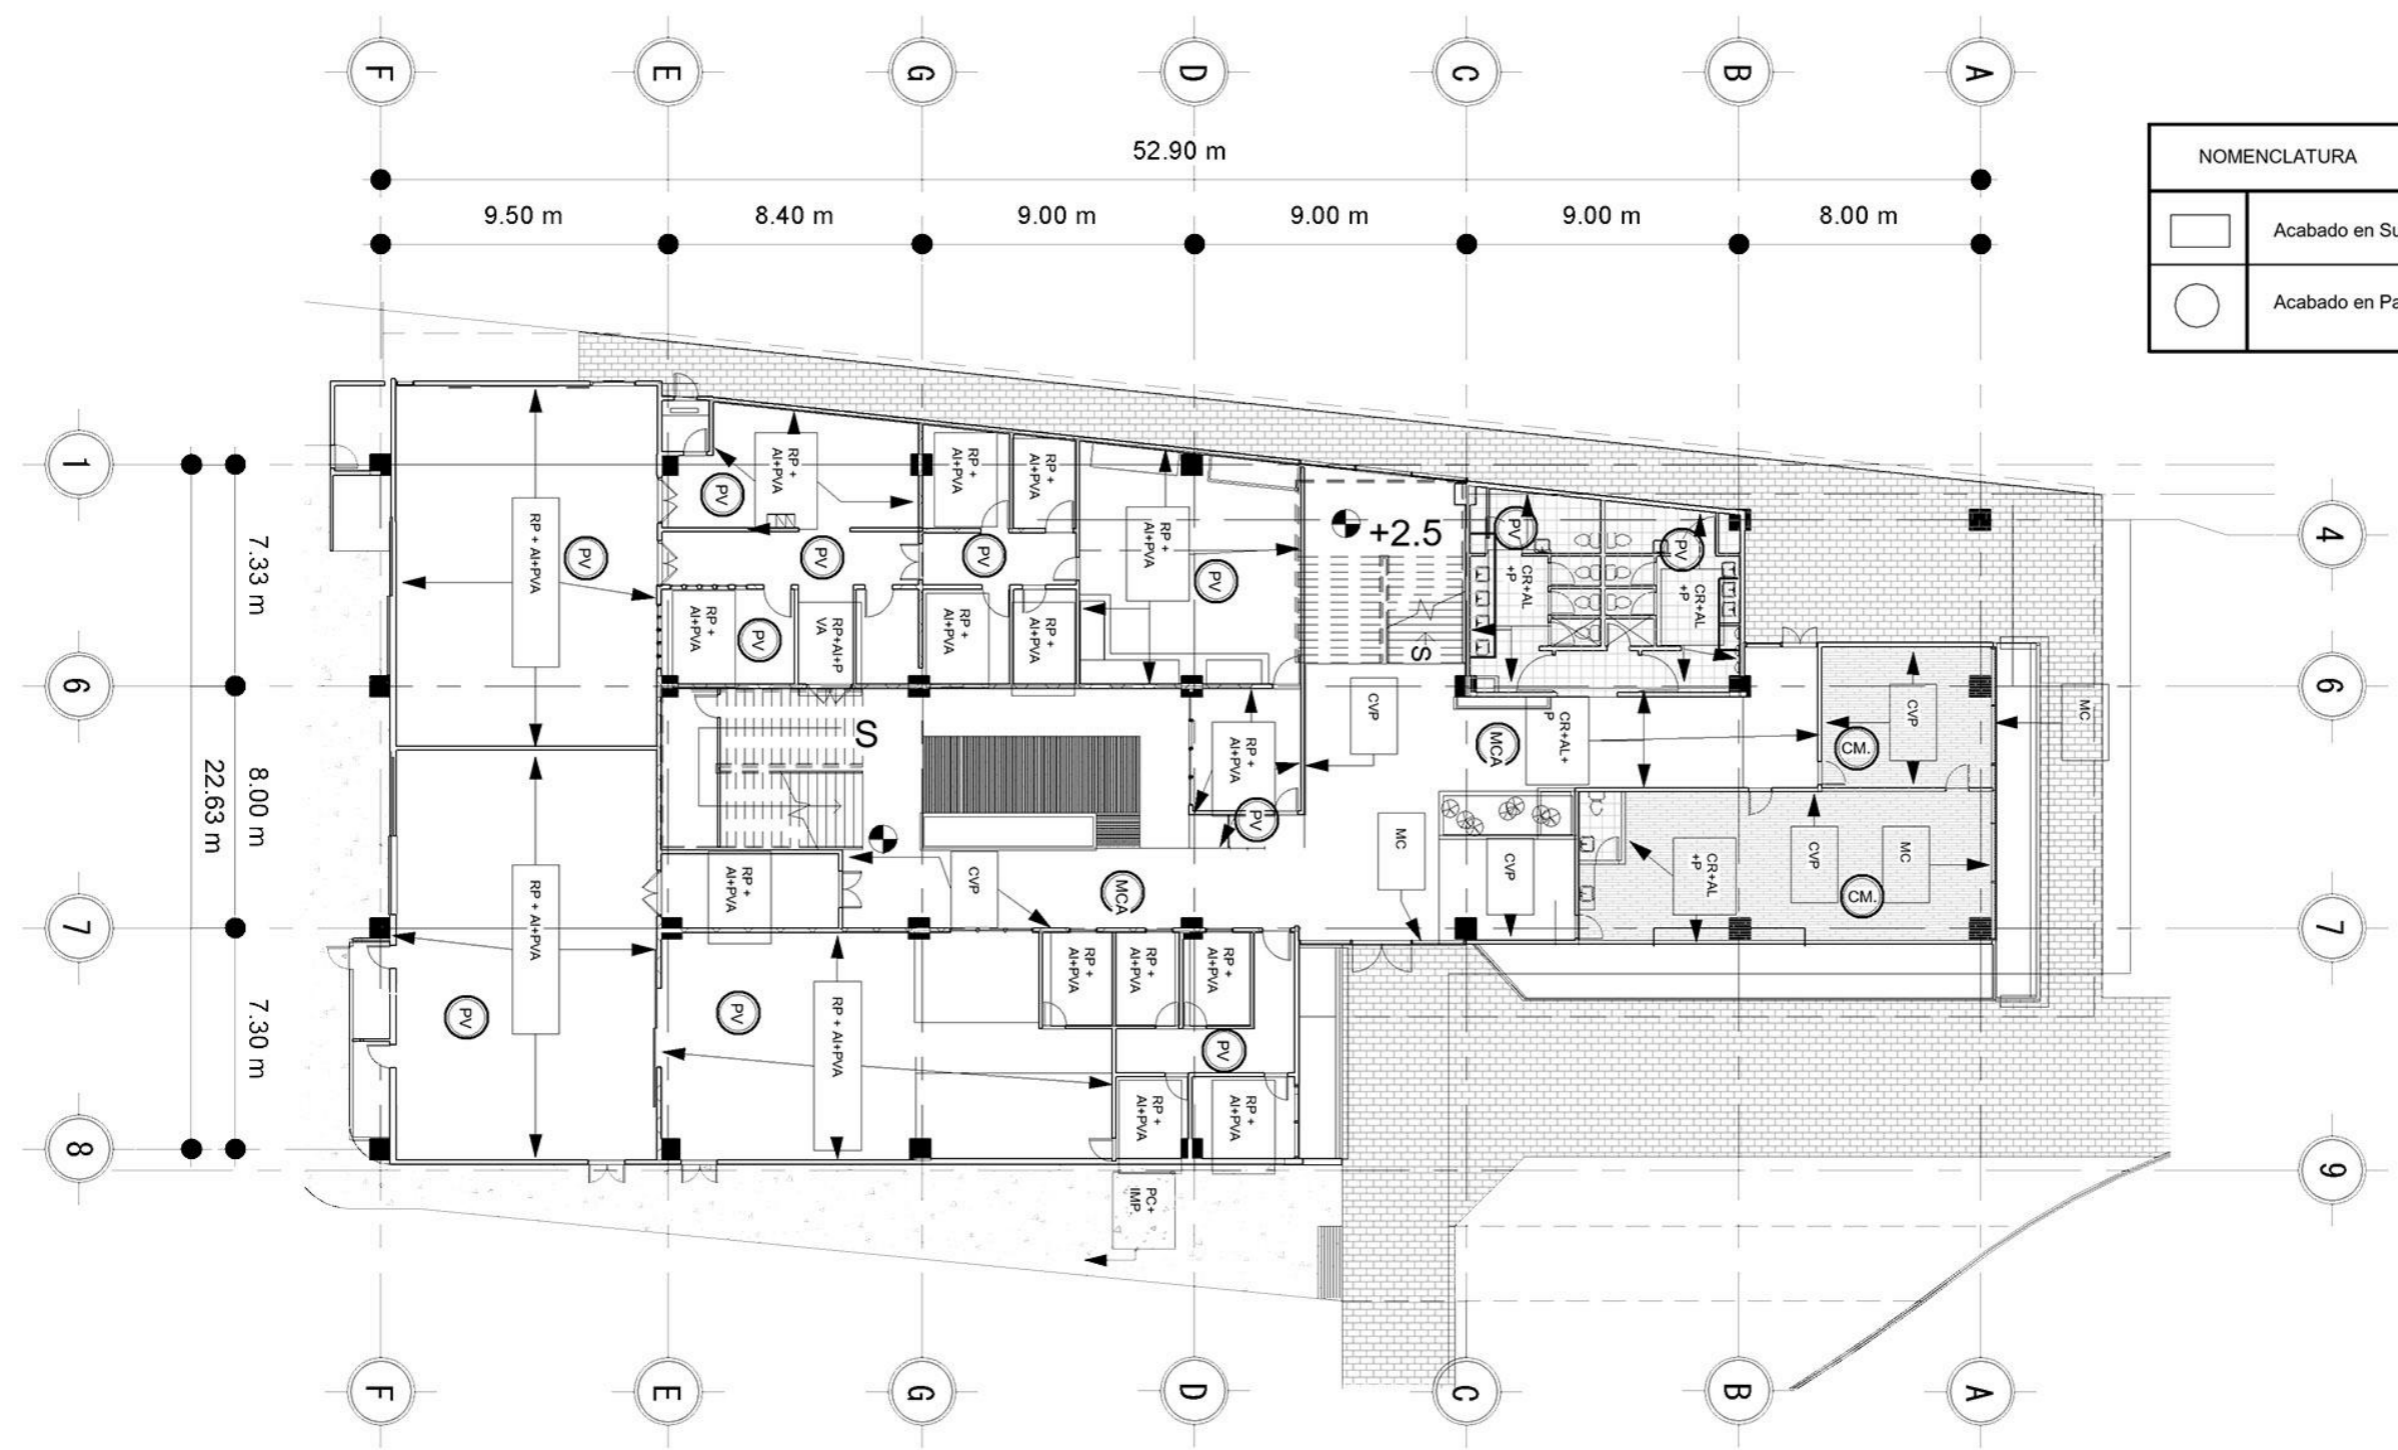 F
E
G
D
C
B
A
52.90 m
9.50 m
8.40 m
9.00 m
9.00 m
9.00 m
8.00 m
NOMENCLATURA
Acabado en Su
Acabado en Pa
1
6
7
8
7.33 m
8.00 m
22.63 m
7.30 m
4
6
7
9
RP + AI+PVA
PV
RP +
AI+PVA
PV
RP +
AI+PVA
RP +
AI+PVA
RP +
AI+PVA
PV
PV
PV
RP +
AI+PVA
PV
RP+AI+P
VA
RP +
AI+PVA
RP +
AI+PVA
+2.5
S
PV
CR+AL
+P
PV
CR+AL
+P
S
RP +
AI+PVA
PV
CVP
MCA
CR+AL+
P
CVP
CM.
MC
RP + AI+PVA
PV
RP +
AI+PVA
CVP
MCA
MC
CVP
CR+AL
+P
CVP
MC
CM.
PV
RP + AI+PVA
RP +
AI+PVA
RP +
AI+PVA
RP +
AI+PVA
PV
RP +
AI+PVA
RP +
AI+PVA
PC+
IMP
F
E
G
D
C
B
A